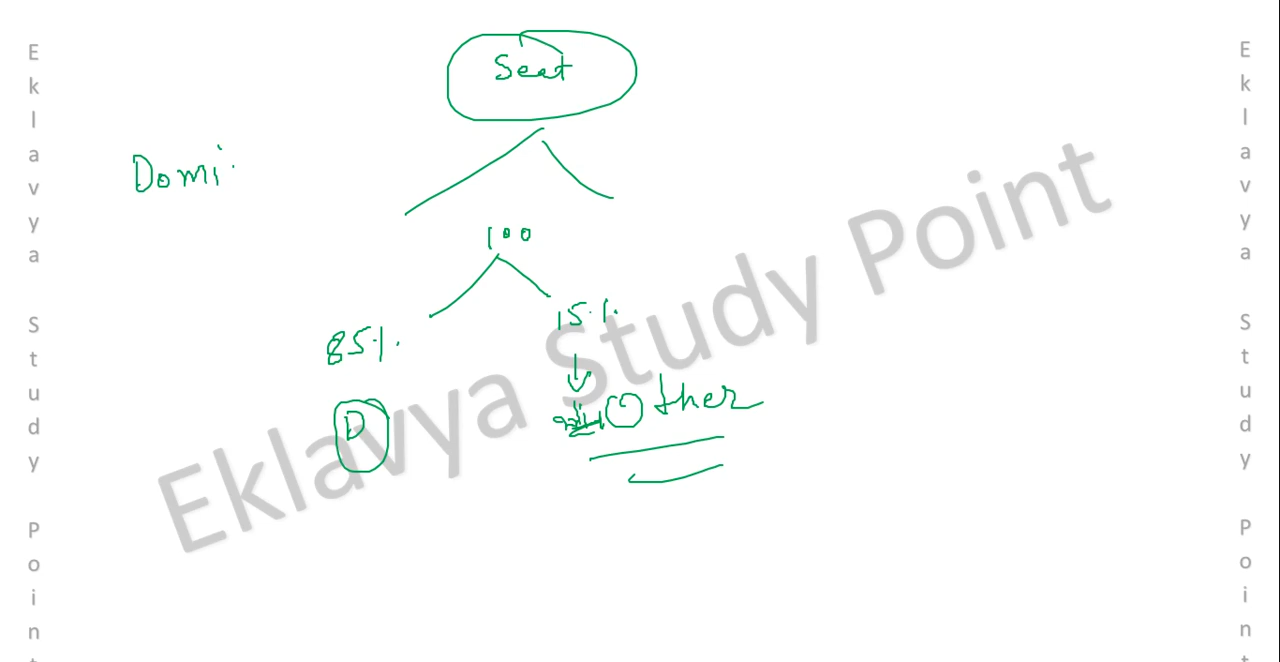 Seat
Domi.
100
85%.
15%.
D
Other
Eklavya Study Point
Eklavya Study Point
Eklavya Study Point